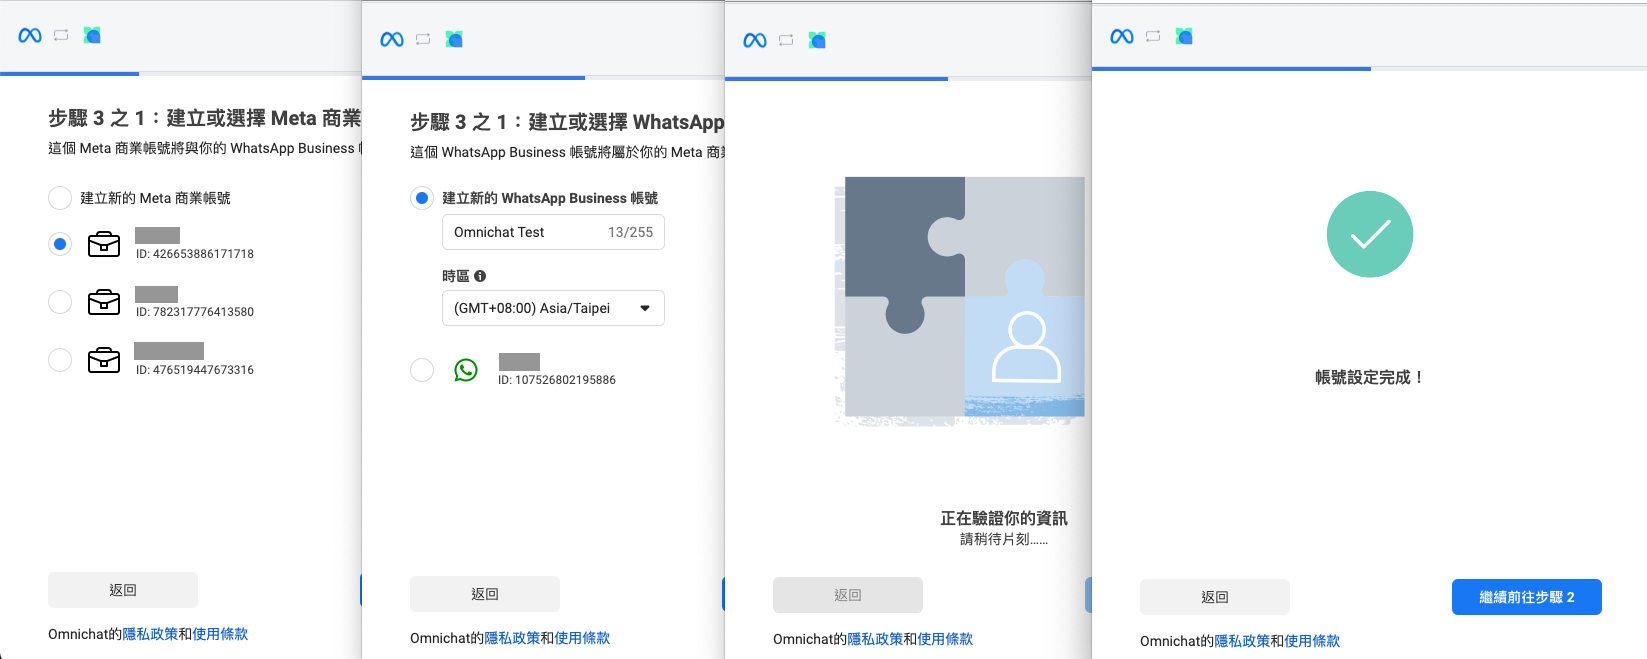 步驟 3 之 1：建立或選擇 Meta 商業
這個 Meta 商業帳號將與你的 WhatsApp Business
建立新的 Meta 商業帳號
ID: 426653886171718
ID: 782317776413580
ID: 476519447673316
返回
Omnichat的隱私政策和使用條款
步驟 3 之 1：建立或選擇 WhatsApp
這個 WhatsApp Business 帳號將屬於你的 Meta 商
建立新的 WhatsApp Business 帳號
Omnichat Test 13/255
時區
(GMT+08:00) Asia/Taipei
ID: 107526802195886
返回
Omnichat的隱私政策和使用條款
正在驗證你的資訊
請稍待片刻……
返回
Omnichat的隱私政策和使用條款
帳號設定完成！
返回
繼續前往步驟 2
Omnichat的隱私政策和使用條款